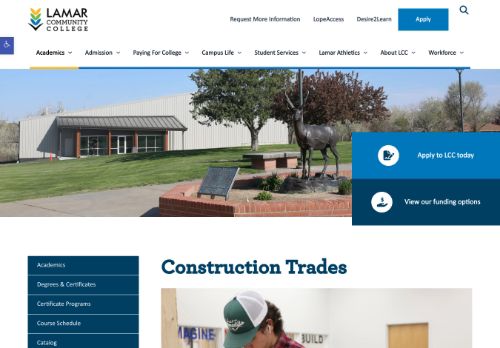 LAMAR
COMMUNITY
COLLEGE
Request More Information
LopeAccess
Desire2Learn
Apply
Academics
Admission
Paying For College
Campus Life
Student Services
Lamar Athletics
About LCC
Workforce
Apply to LCC today
View our funding options
Academics
Degrees & Certificates
Certificate Programs
Course Schedule
Catalog
Construction Trades
IMAGINE
BUILD